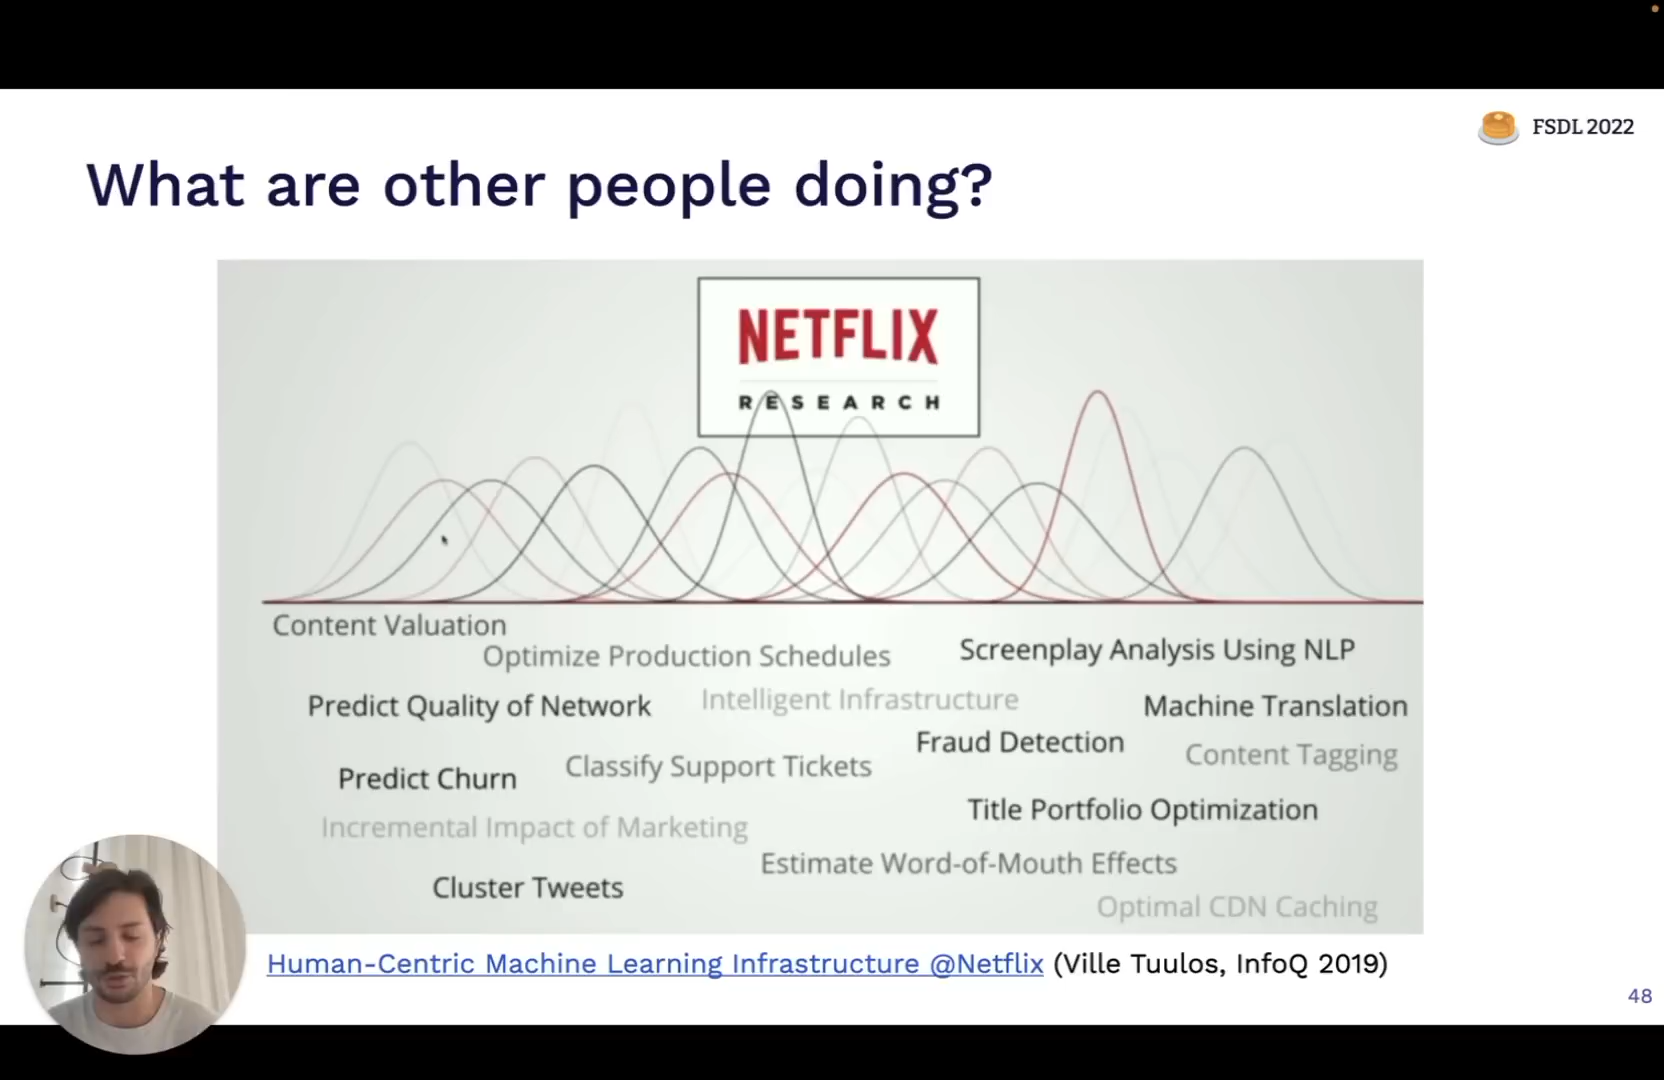 FSDL 2022
What are other people doing?
NETFLIX
RESEARCH
Content Valuation
Optimize Production Schedules
Screenplay Analysis Using NLP
Predict Quality of Network
Intelligent Infrastructure
Machine Translation
Fraud Detection
Content Tagging
Predict Churn
Classify Support Tickets
Title Portfolio Optimization
Incremental Impact of Marketing
Estimate Word-of-Mouth Effects
Cluster Tweets
Optimal CDN Caching
Human-Centric Machine Learning Infrastructure @Netflix (Ville Tuulos, InfoQ 2019)
48